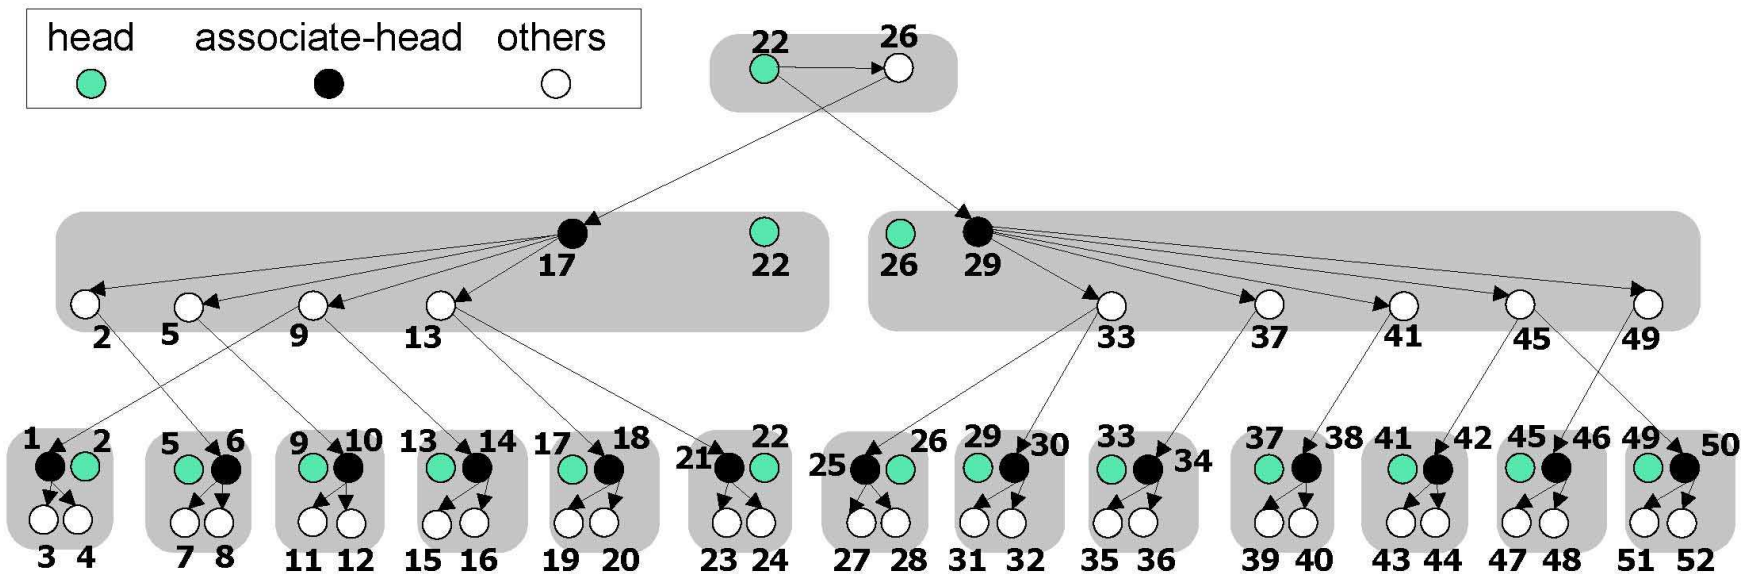 head associate-head others
22 26
17 22 26 29
2 5 9 13 33 37 41 45 49
1 2 5 6 9 10 13 14 17 18 21 22 25 26 29 30 33 34 37 38 41 42 45 46 49 50
3 4 7 8 11 12 15 16 19 20 23 24 27 28 31 32 35 36 39 40 43 44 47 48 51 52